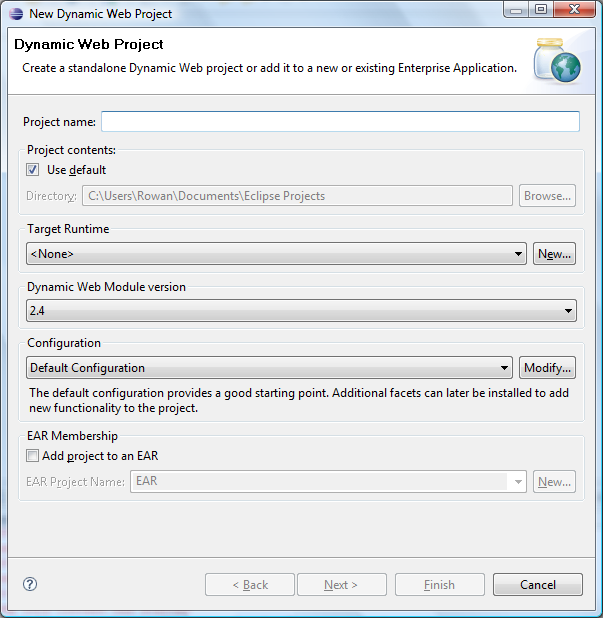 New Dynamic Web Project
Dynamic Web Project
Create a standalone Dynamic Web project or add it to a new or existing Enterprise Application.
Project name:
Project contents:
Use default
Directory: C:\Users\Rowan\Documents\Eclipse Projects Browse...
Target Runtime
<None> New...
Dynamic Web Module version
2.4
Configuration
Default Configuration Modify...
The default configuration provides a good starting point. Additional facets can later be installed to add
new functionality to the project.
EAR Membership
Add project to an EAR
EAR Project Name: EAR New...
? < Back Next > Finish Cancel